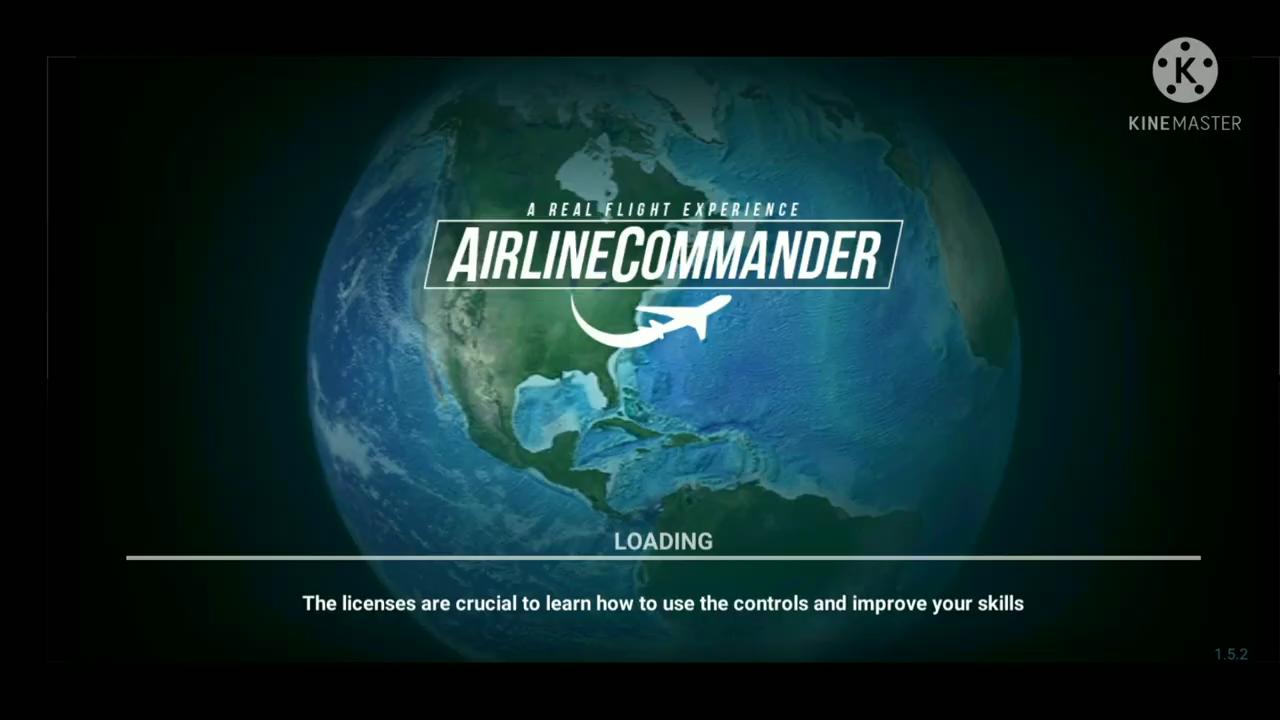 K
KINEMASTER
A REAL FLIGHT EXPERIENCE
AIRLINECOMMANDER
LOADING
The licenses are crucial to learn how to use the controls and improve your skills
1.5.2